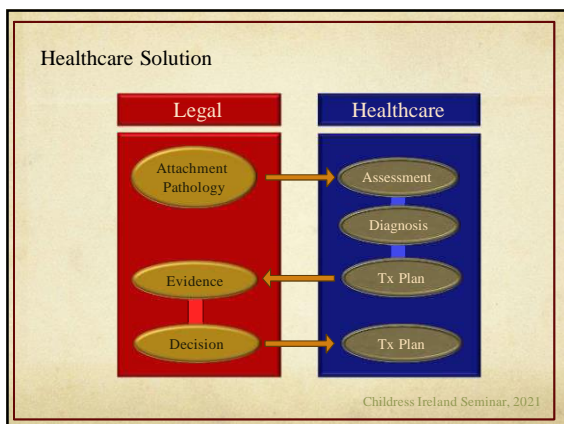 Healthcare Solution
Legal
Healthcare
Attachment
Pathology
Assessment
Diagnosis
Evidence
Tx Plan
Decision
Tx Plan
Childress Ireland Seminar, 2021